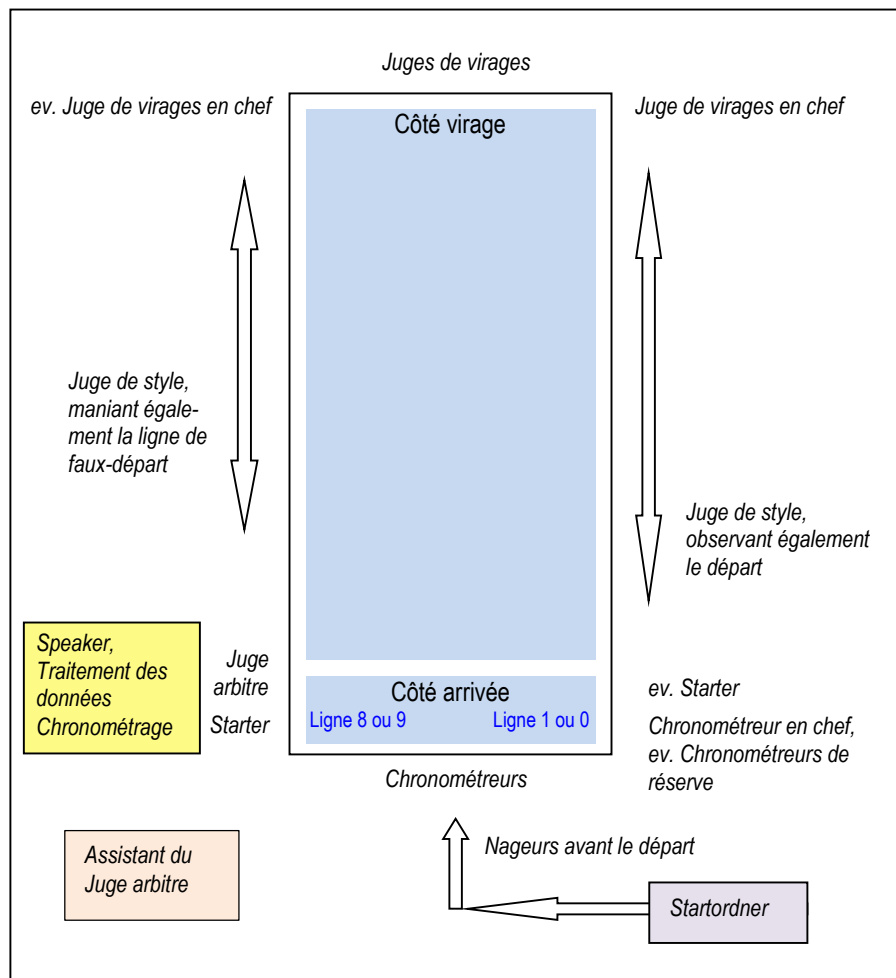 Juges de virages
ev. Juge de virages en chef
Juge de virages en chef
Côté virage
Juge de style,
maniant égale-
ment la ligne de
faux-départ
Juge de style,
observant également
le départ
Speaker,
Traitement des
données
Chronométrage
Juge
arbitre
Starter
Côté arrivée
Ligne 8 ou 9
Ligne 1 ou 0
ev. Starter
Chronométreur en chef,
ev. Chronométreurs de
réserve
Chronométreurs
Nageurs avant le départ
Assistant du
Juge arbitre
Startordner